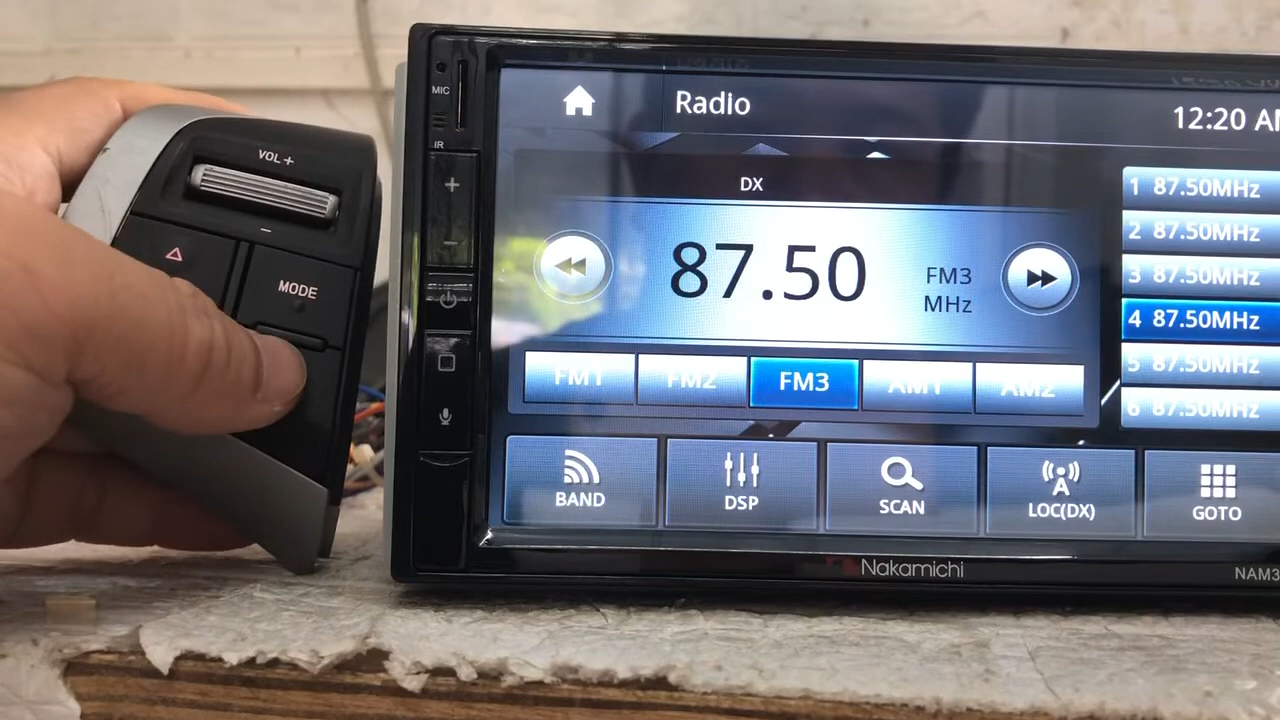 VOL +
−
MODE
MIC
IR
+
−
Radio
12:20 A
DX
87.50
FM3
MHz
FM1 FM2 FM3 AM1 AM2
1 87.50MHz
2 87.50MHz
3 87.50MHz
4 87.50MHz
5 87.50MHz
6 87.50MHz
BAND DSP SCAN LOC(DX) GOTO
Nakamichi
NAM3